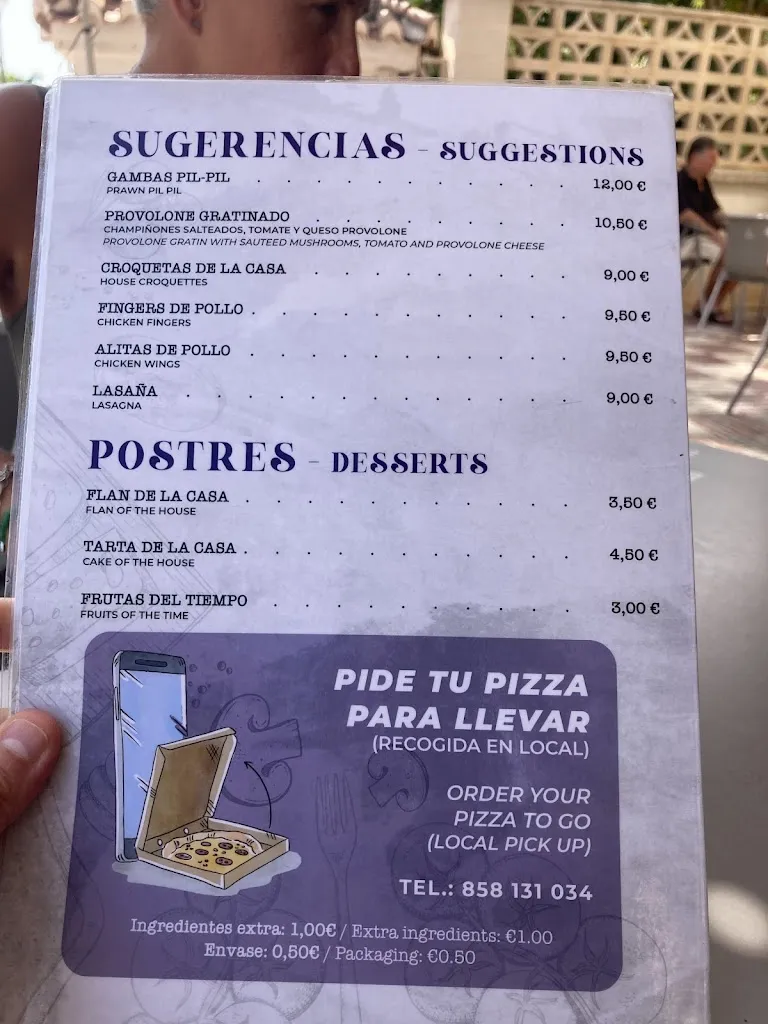 SUGERENCIAS - SUGGESTIONS
GAMBAS PIL-PIL . . . . . . . . . . . 12,00 €
PRAWN PIL PIL
PROVOLONE GRATINADO . . . . . . . . 10,50 €
CHAMPIÑONES SALTEADOS, TOMATE Y QUESO PROVOLONE
PROVOLONE GRATIN WITH SAUTEED MUSHROOMS, TOMATO AND PROVOLONE CHEESE
CROQUETAS DE LA CASA . . . . . . . . 9,00 €
HOUSE CROQUETTES
FINGERS DE POLLO . . . . . . . . . . 9,50 €
CHICKEN FINGERS
ALITAS DE POLLO . . . . . . . . . . . 9,50 €
CHICKEN WINGS
LASAÑA . . . . . . . . . . . . . 9,00 €
LASAGNA
POSTRES - DESSERTS
FLAN DE LA CASA . . . . . . . . . . . 3,50 €
FLAN OF THE HOUSE
TARTA DE LA CASA . . . . . . . . . . . 4,50 €
CAKE OF THE HOUSE
FRUTAS DEL TIEMPO . . . . . . . . . . 3,00 €
FRUITS OF THE TIME
PIDE TU PIZZA
PARA LLEVAR
(RECOGIDA EN LOCAL)
ORDER YOUR
PIZZA TO GO
(LOCAL PICK UP)
TEL.: 858 131 034
Ingredientes extra: 1,00€ / Extra ingredients: €1.00
Envase: 0,50€ / Packaging: €0.50